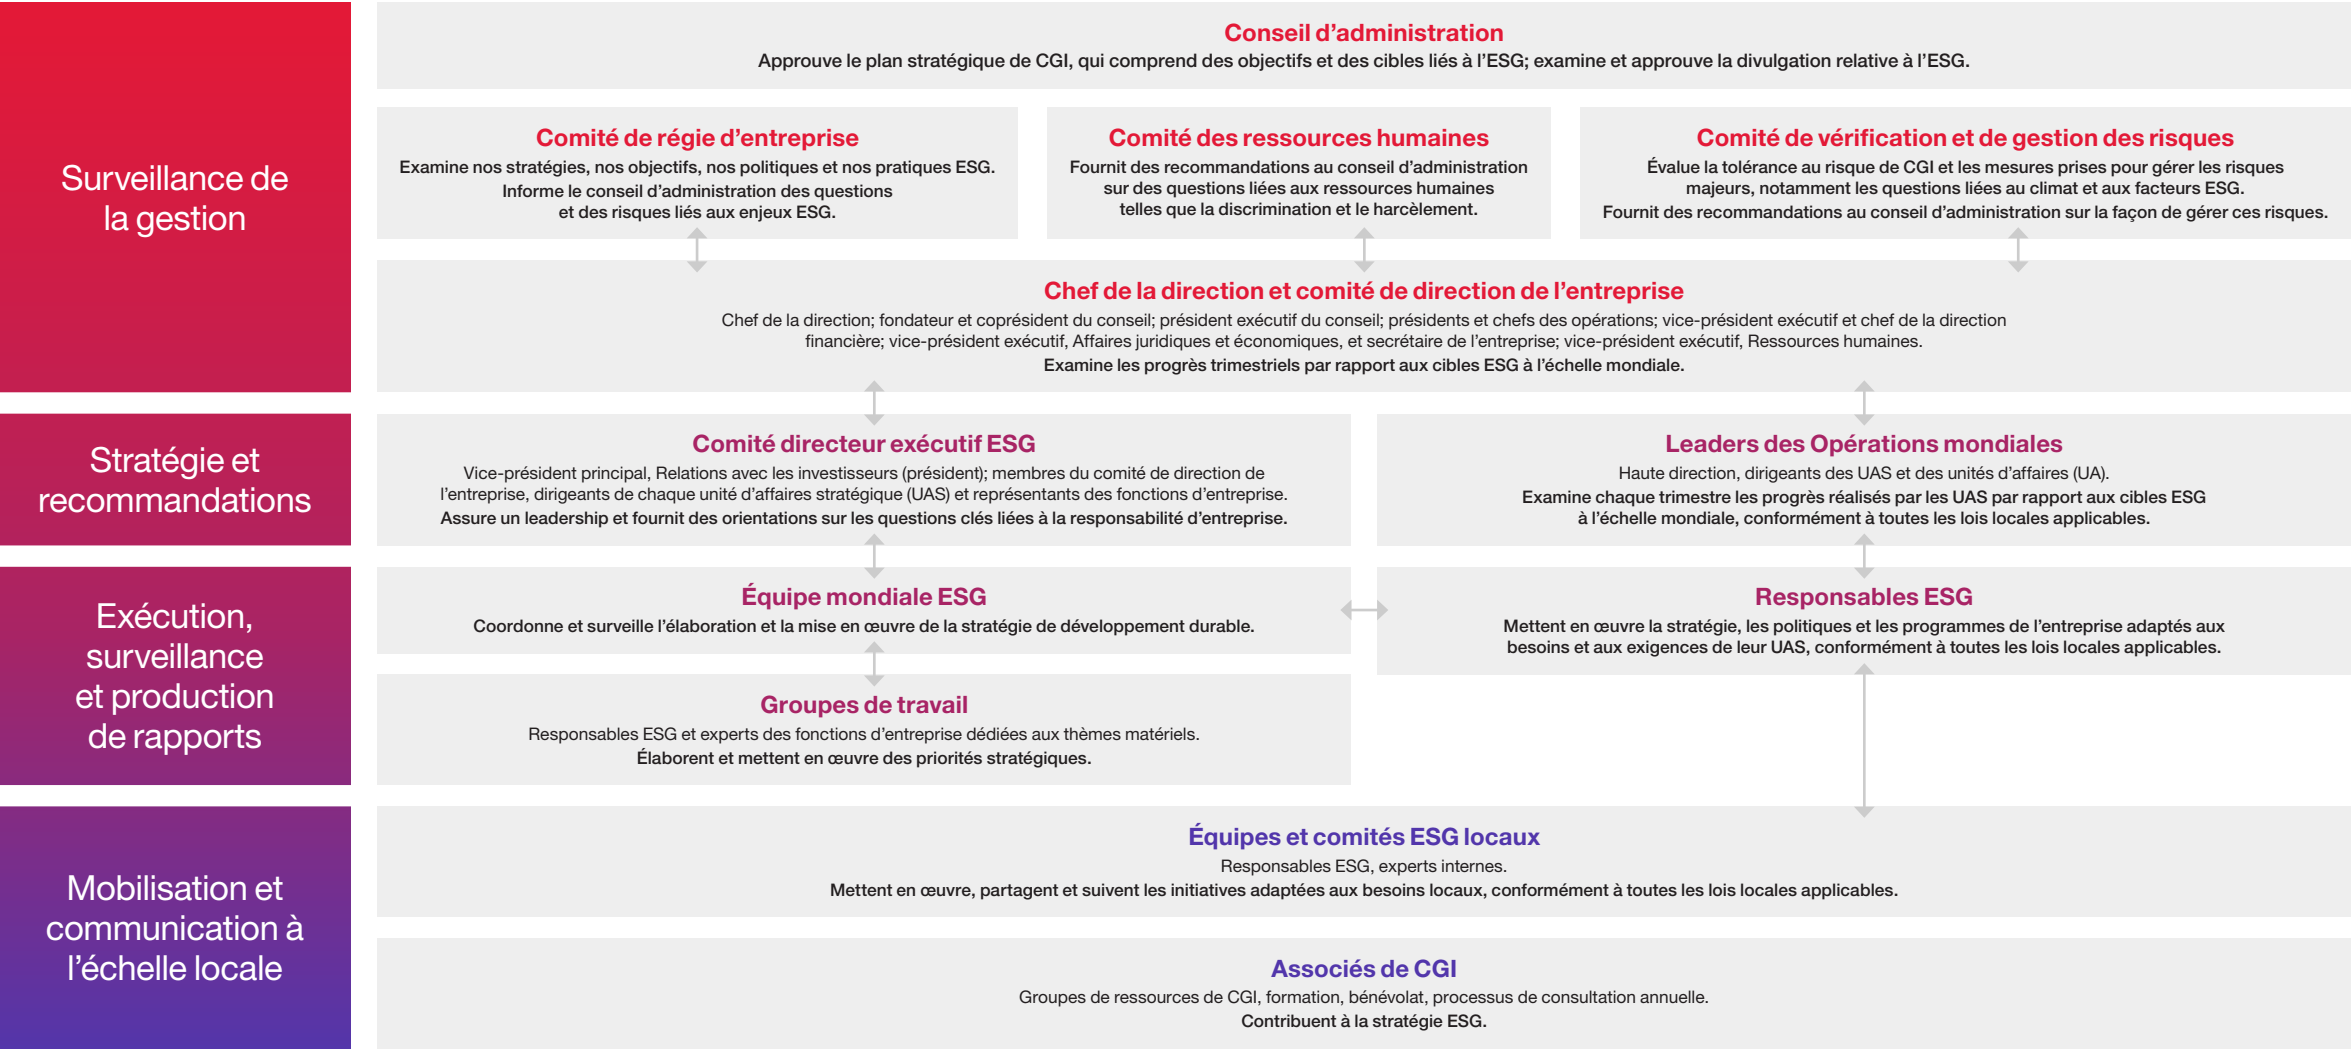 Surveillance de
la gestion
Conseil d’administration
Approuve le plan stratégique de CGI, qui comprend des objectifs et des cibles liés à l’ESG; examine et approuve la divulgation relative à l’ESG.
Comité de régie d’entreprise
Examine nos stratégies, nos objectifs, nos politiques et nos pratiques ESG.
Informe le conseil d’administration des questions
et des risques liés aux enjeux ESG.
Comité des ressources humaines
Fournit des recommandations au conseil d’administration
sur des questions liées aux ressources humaines
telles que la discrimination et le harcèlement.
Comité de vérification et de gestion des risques
Évalue la tolérance au risque de CGI et les mesures prises pour gérer les risques
majeurs, notamment les questions liées au climat et aux facteurs ESG.
Fournit des recommandations au conseil d’administration sur la façon de gérer ces risques.
Chef de la direction et comité de direction de l’entreprise
Chef de la direction; fondateur et coprésident du conseil; président exécutif du conseil; présidents et chefs des opérations; vice-président exécutif et chef de la direction
financière; vice-président exécutif, Affaires juridiques et économiques, et secrétaire de l’entreprise; vice-président exécutif, Ressources humaines.
Examine les progrès trimestriels par rapport aux cibles ESG à l’échelle mondiale.
Stratégie et
recommandations
Comité directeur exécutif ESG
Vice-président principal, Relations avec les investisseurs (président); membres du comité de direction de
l’entreprise, dirigeants de chaque unité d’affaires stratégique (UAS) et représentants des fonctions d’entreprise.
Assure un leadership et fournit des orientations sur les questions clés liées à la responsabilité d’entreprise.
Leaders des Opérations mondiales
Haute direction, dirigeants des UAS et des unités d’affaires (UA).
Examine chaque trimestre les progrès réalisés par les UAS par rapport aux cibles ESG
à l’échelle mondiale, conformément à toutes les lois locales applicables.
Exécution,
surveillance
et production
de rapports
Équipe mondiale ESG
Coordonne et surveille l’élaboration et la mise en œuvre de la stratégie de développement durable.
Responsables ESG
Mettent en œuvre la stratégie, les politiques et les programmes de l’entreprise adaptés aux
besoins et aux exigences de leur UAS, conformément à toutes les lois locales applicables.
Groupes de travail
Responsables ESG et experts des fonctions d’entreprise dédiées aux thèmes matériels.
Élaborent et mettent en œuvre des priorités stratégiques.
Mobilisation et
communication à
l’échelle locale
Équipes et comités ESG locaux
Responsables ESG, experts internes.
Mettent en œuvre, partagent et suivent les initiatives adaptées aux besoins locaux, conformément à toutes les lois locales applicables.
Associés de CGI
Groupes de ressources de CGI, formation, bénévolat, processus de consultation annuelle.
Contribuent à la stratégie ESG.